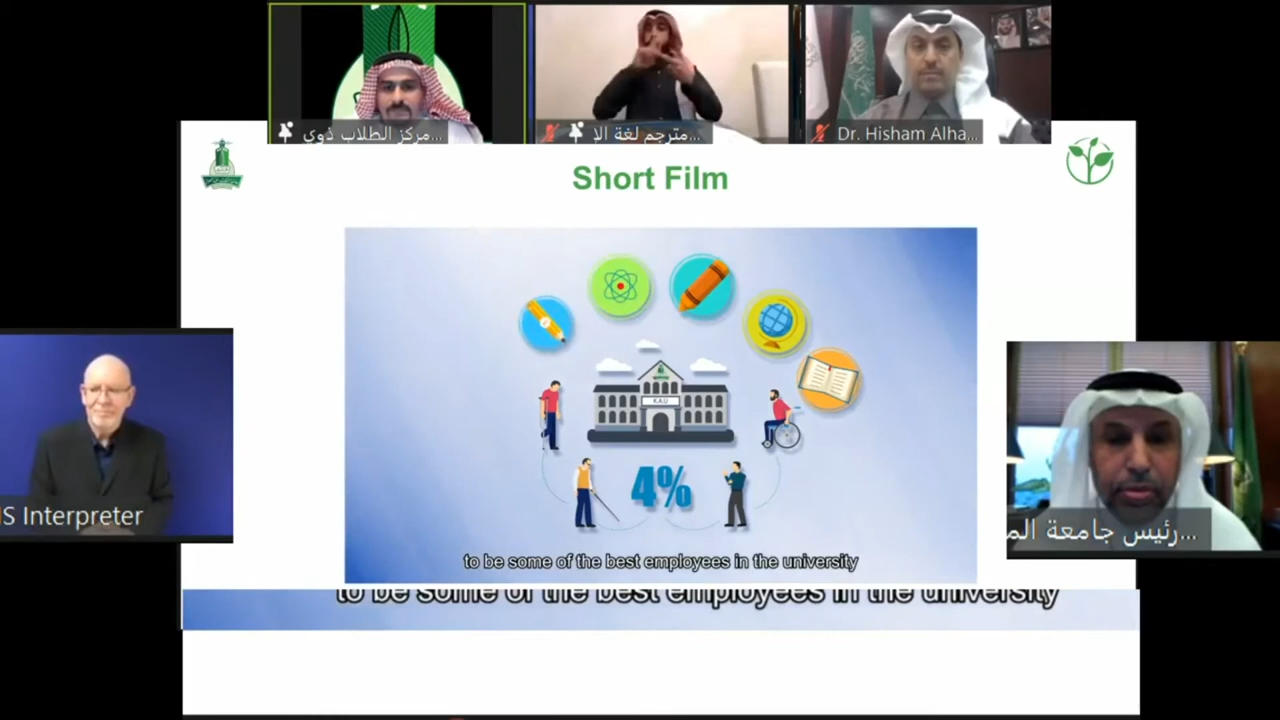 مركز الطلاب ذوي...
مترجم لغة الإ...
Dr. Hisham Alha...
Short Film
KAU
4%
to be some of the best employees in the university
to be some of the best employees in the university
IS Interpreter
رئيس جامعة الم...